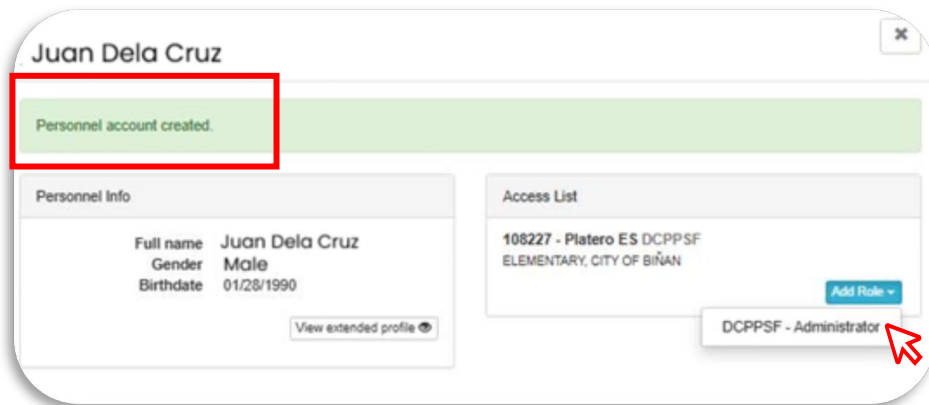 Juan Dela Cruz
Personnel account created.
Personnel Info
Full name Juan Dela Cruz
Gender Male
Birthdate 01/28/1990
View extended profile
Access List
108227 - Platero ES DCPPSF
ELEMENTARY, CITY OF BIÑAN
Add Role
DCPPSF - Administrator